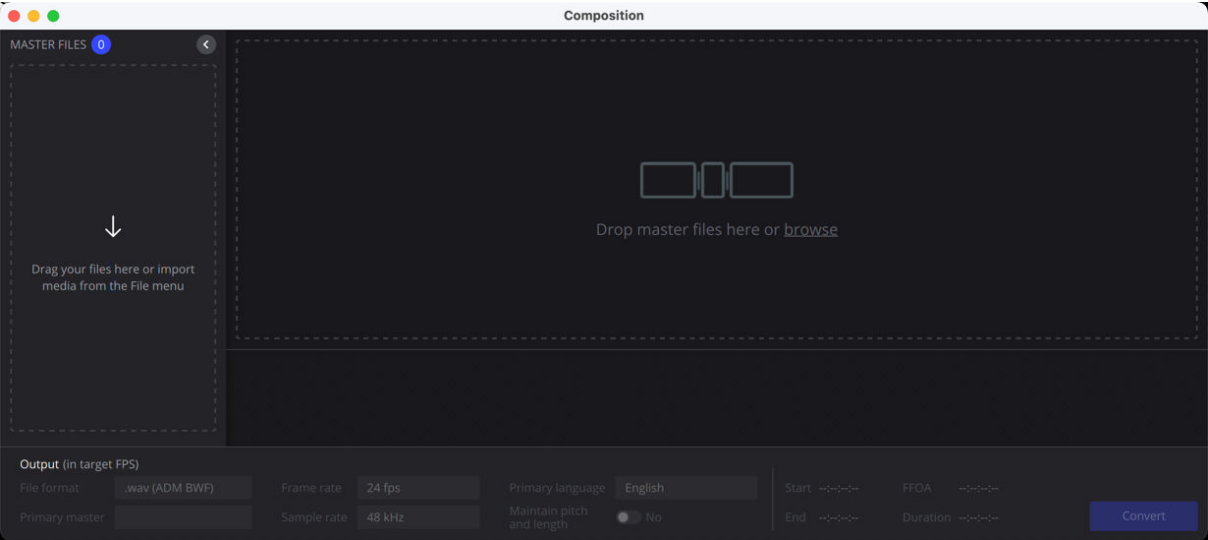 Composition
MASTER FILES 0
Drag your files here or import
media from the File menu
Drop master files here or browse
Output (in target FPS)
File format .wav (ADM BWF)
Primary master
Frame rate 24 fps
Sample rate 48 kHz
Primary language English
Maintain pitch
and length No
Start --:--:--:--
End --:--:--:--
FFOA --:--:--:--
Duration --:--:--:--
Convert